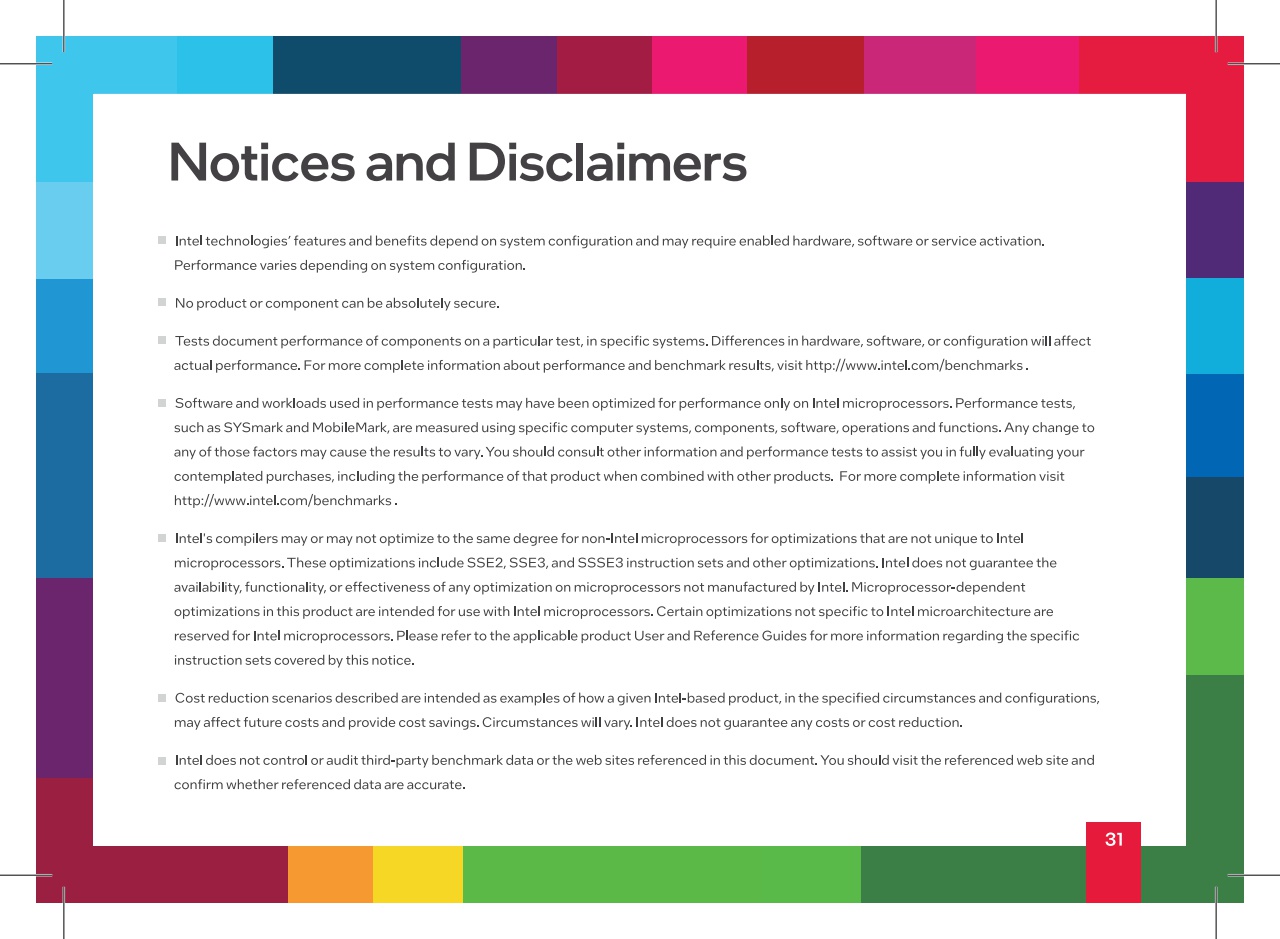 Notices and Disclaimers
Intel technologies’ features and benefits depend on system configuration and may require enabled hardware, software or service activation.
Performance varies depending on system configuration.
No product or component can be absolutely secure.
Tests document performance of components on a particular test, in specific systems. Differences in hardware, software, or configuration will affect
actual performance. For more complete information about performance and benchmark results, visit http://www.intel.com/benchmarks .
Software and workloads used in performance tests may have been optimized for performance only on Intel microprocessors. Performance tests,
such as SYSmark and MobileMark, are measured using specific computer systems, components, software, operations and functions. Any change to
any of those factors may cause the results to vary. You should consult other information and performance tests to assist you in fully evaluating your
contemplated purchases, including the performance of that product when combined with other products.  For more complete information visit
http://www.intel.com/benchmarks .
Intel's compilers may or may not optimize to the same degree for non-Intel microprocessors for optimizations that are not unique to Intel
microprocessors. These optimizations include SSE2, SSE3, and SSSE3 instruction sets and other optimizations. Intel does not guarantee the
availability, functionality, or effectiveness of any optimization on microprocessors not manufactured by Intel. Microprocessor-dependent
optimizations in this product are intended for use with Intel microprocessors. Certain optimizations not specific to Intel microarchitecture are
reserved for Intel microprocessors. Please refer to the applicable product User and Reference Guides for more information regarding the specific
instruction sets covered by this notice.
Cost reduction scenarios described are intended as examples of how a given Intel-based product, in the specified circumstances and configurations,
may affect future costs and provide cost savings. Circumstances will vary. Intel does not guarantee any costs or cost reduction.
Intel does not control or audit third-party benchmark data or the web sites referenced in this document. You should visit the referenced web site and
confirm whether referenced data are accurate.
31